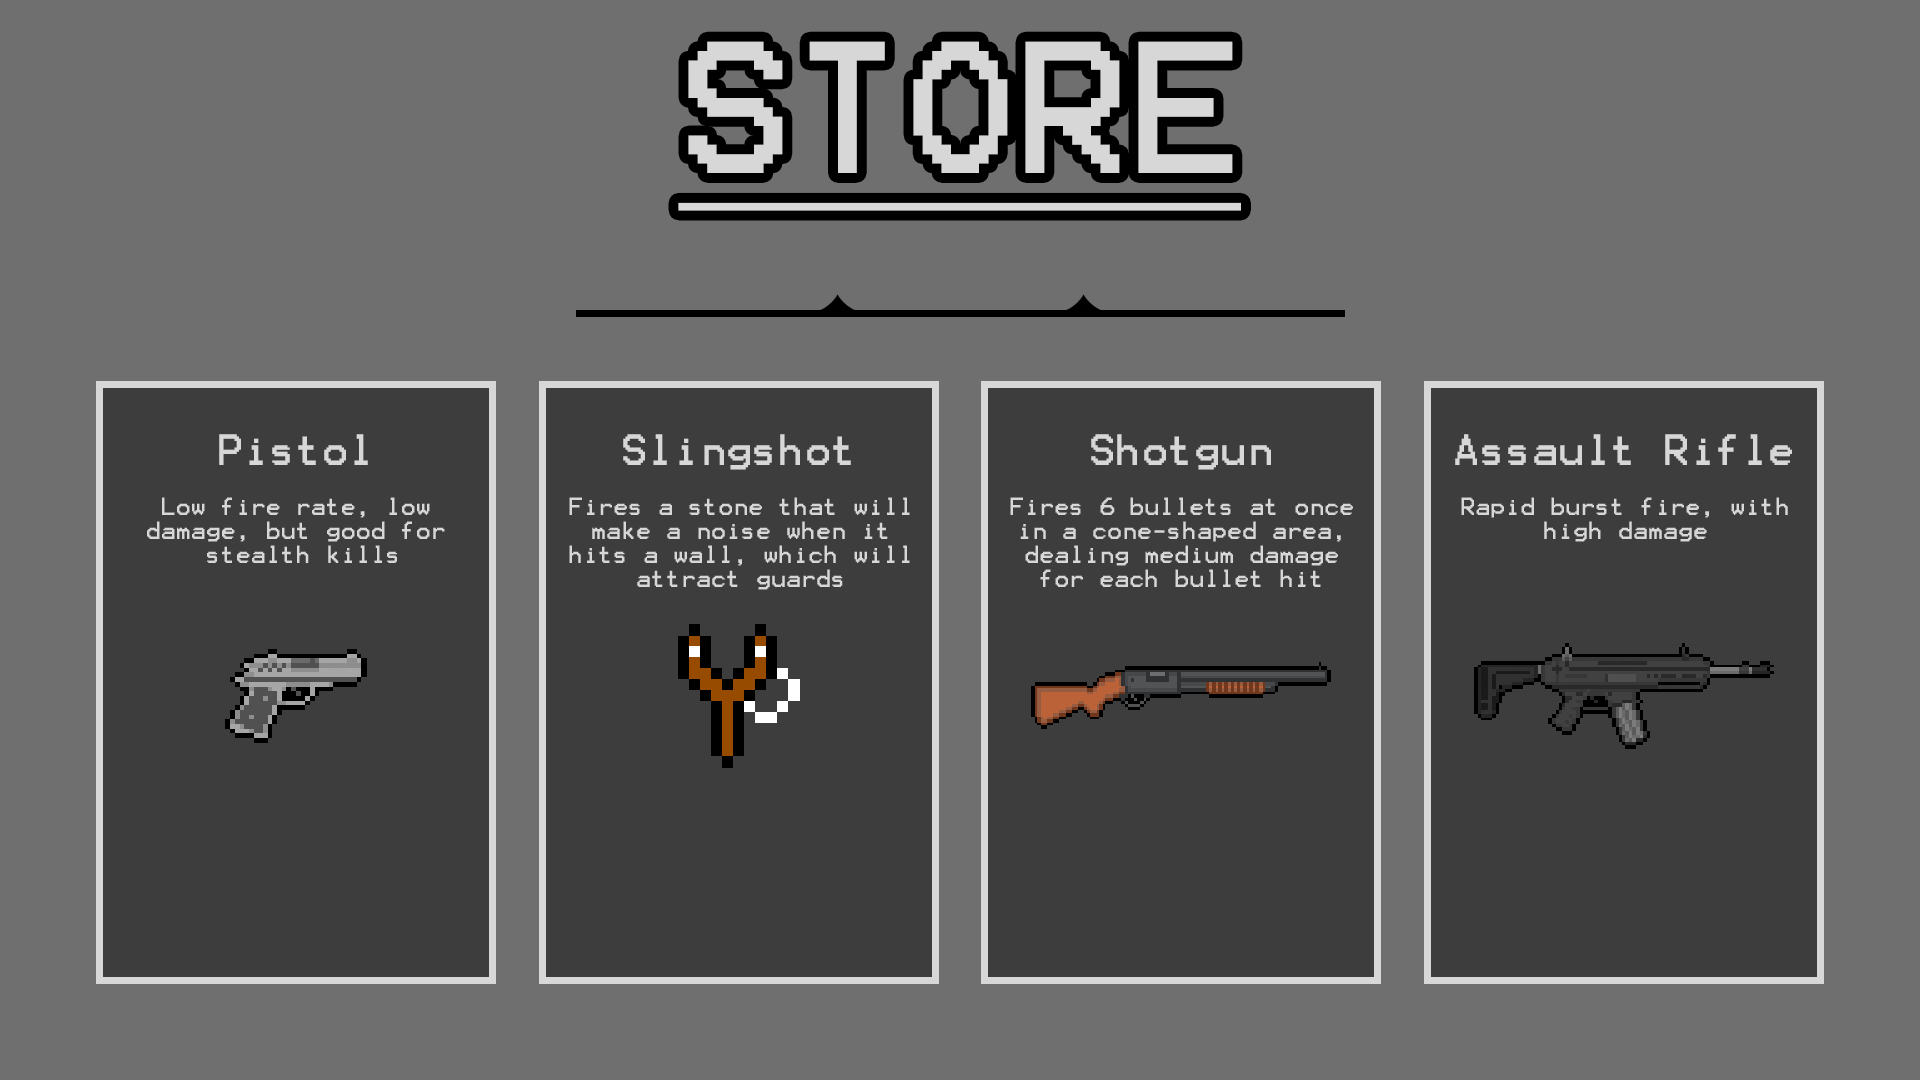 STORE
Pistol
Low fire rate, low
damage, but good for
stealth kills
Slingshot
Fires a stone that will
make a noise when it
hits a wall, which will
attract guards
Shotgun
Fires 6 bullets at once
in a cone-shaped area,
dealing medium damage
for each bullet hit
Assault Rifle
Rapid burst fire, with
high damage